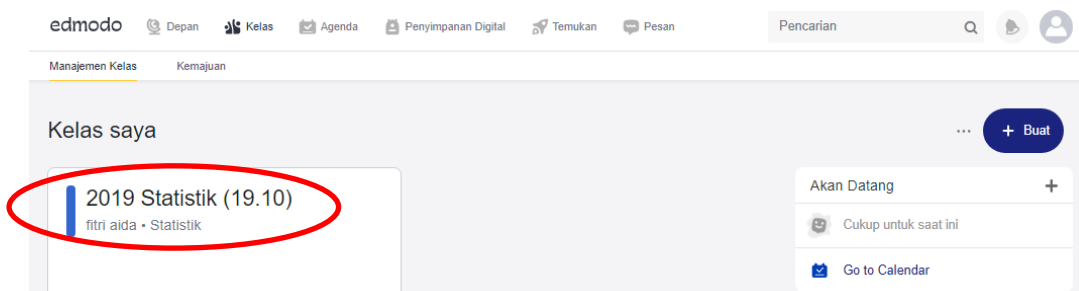 edmodo Depan Kelas Agenda Penyimpanan Digital Temukan Pesan Pencarian
Manajemen Kelas Kemajuan
Kelas saya
... + Buat
2019 Statistik (19.10)
fitri aida • Statistik
Akan Datang +
Cukup untuk saat ini
Go to Calendar